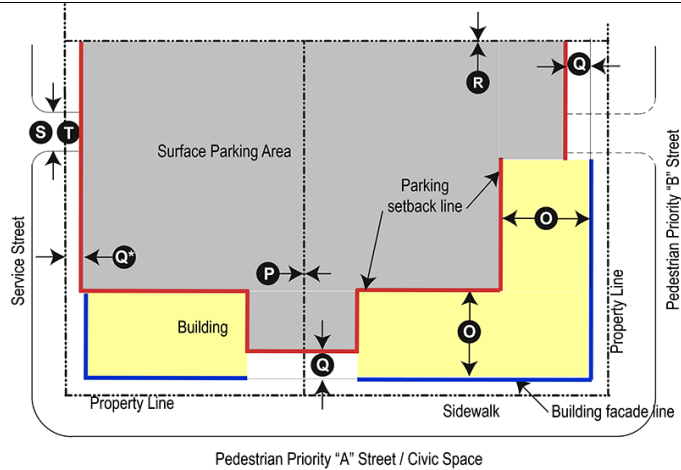 R
Q
S T
Surface Parking Area
Parking
setback line
O
Q*
P
Service Street
Pedestrian Priority “B” Street
Property Line
Building
O
Q
Property Line
Sidewalk
Building facade line
Pedestrian Priority “A” Street / Civic Space